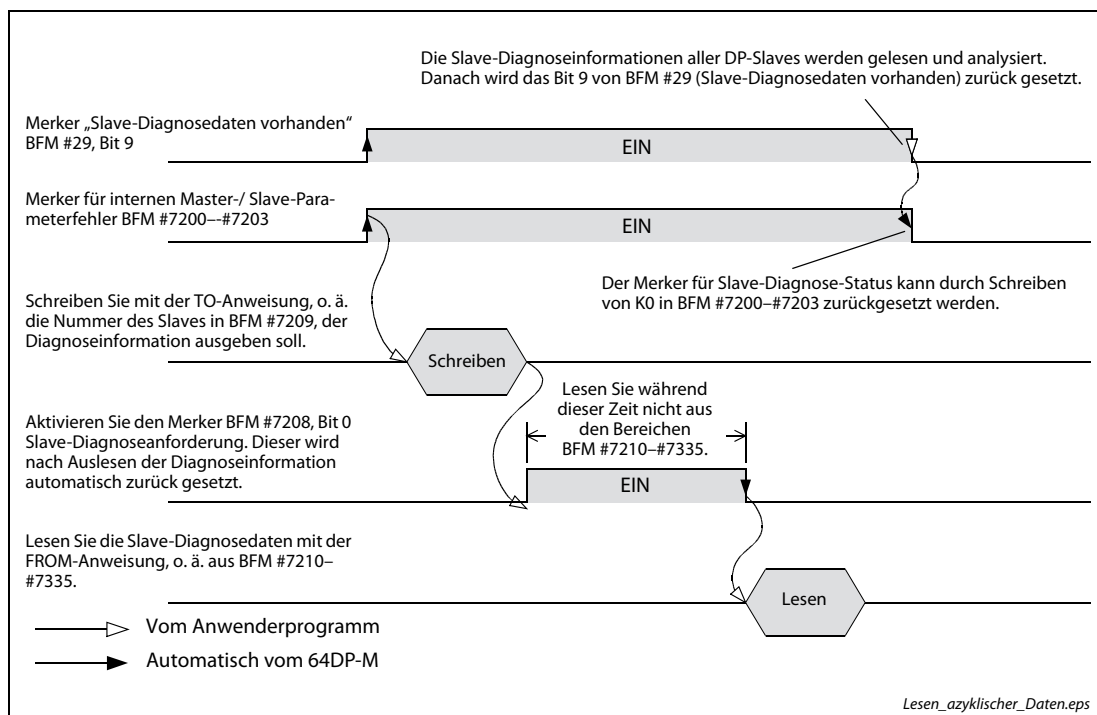 Die Slave-Diagnoseinformationen aller DP-Slaves werden gelesen und analysiert.
Danach wird das Bit 9 von BFM #29 (Slave-Diagnosedaten vorhanden) zurück gesetzt.
Merker „Slave-Diagnosedaten vorhanden“
BFM #29, Bit 9
EIN
Merker für internen Master-/ Slave-Para-
meterfehler BFM #7200–-#7203
EIN
Der Merker für Slave-Diagnose-Status kann durch Schreiben
von K0 in BFM #7200–#7203 zurückgesetzt werden.
Schreiben Sie mit der TO-Anweisung, o. ä.
die Nummer des Slaves in BFM #7209, der
Diagnoseinformation ausgeben soll.
Schreiben
Lesen Sie während
dieser Zeit nicht aus
den Bereichen
BFM #7210–#7335.
Aktivieren Sie den Merker BFM #7208, Bit 0
Slave-Diagnoseanforderung. Dieser wird
nach Auslesen der Diagnoseinformation
automatisch zurück gesetzt.
EIN
Lesen Sie die Slave-Diagnosedaten mit der
FROM-Anweisung, o. ä. aus BFM #7210–
#7335.
Lesen
Vom Anwenderprogramm
Automatisch vom 64DP-M
Lesen_azyklischer_Daten.eps